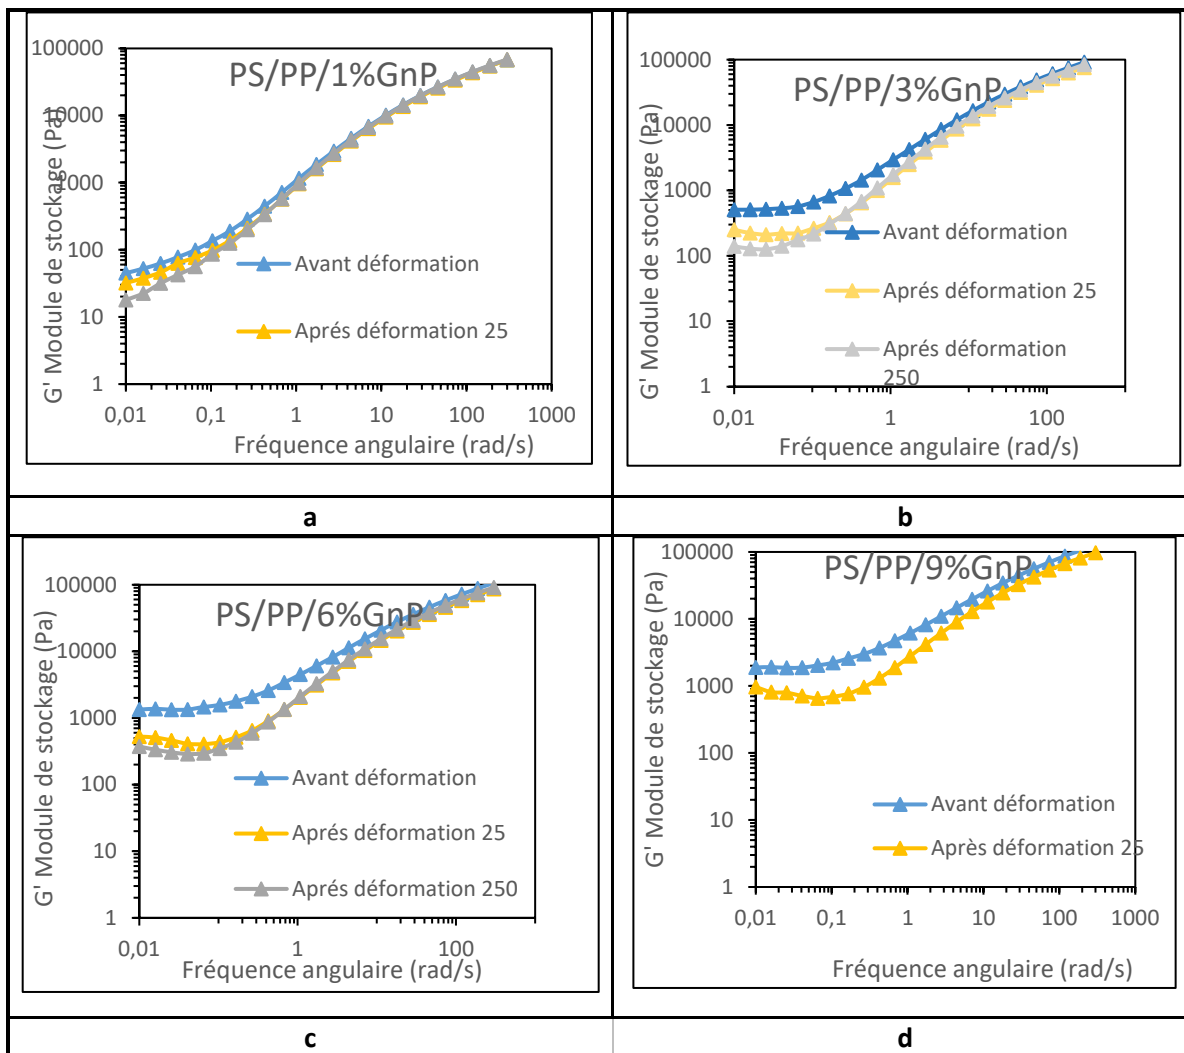 PS/PP/1%GnP
G' Module de stockage (Pa)
100000
10000
1000
100
10
1
0,01 0,1 1 10 100 1000
Fréquence angulaire (rad/s)
Avant déformation
Aprés déformation 25
a
PS/PP/3%GnP
G' Module de stockage (Pa)
100000
10000
1000
100
10
1
0,01 1 100
Fréquence angulaire (rad/s)
Avant déformation
Aprés déformation 25
Aprés déformation
250
b
PS/PP/6%GnP
G' Module de stockage (Pa)
100000
10000
1000
100
10
1
0,01 1 100
Fréquence angulaire (rad/s)
Avant déformation
Aprés déformation 25
Aprés déformation 250
c
PS/PP/9%GnP
G' Module de stockage (Pa)
100000
10000
1000
100
10
1
0,01 0,1 1 10 100 1000
Fréquence angulaire (rad/s)
Avant déformation
Après déformation 25
d